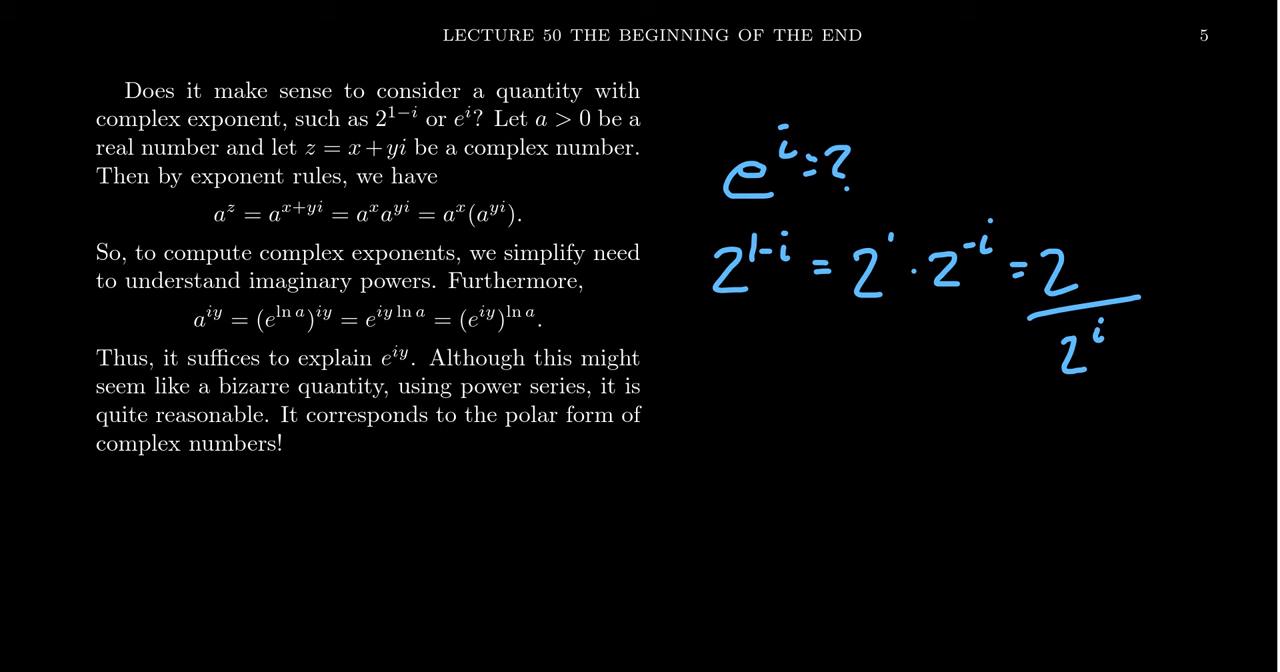 LECTURE 50 THE BEGINNING OF THE END 5
Does it make sense to consider a quantity with
complex exponent, such as 2^{1−i} or e^i? Let a > 0 be a
real number and let z = x + yi be a complex number.
Then by exponent rules, we have
a^z = a^{x+yi} = a^x a^{yi} = a^x(a^{yi}).
So, to compute complex exponents, we simplify need
to understand imaginary powers. Furthermore,
a^{iy} = (e^{ln a})^{iy} = e^{iy ln a} = (e^{iy})^{ln a}.
Thus, it suffices to explain e^{iy}. Although this might
seem like a bizarre quantity, using power series, it is
quite reasonable. It corresponds to the polar form of
complex numbers!
e^i = ?
2^{1−i} = 2^1 · 2^{−i} = 2
2^i